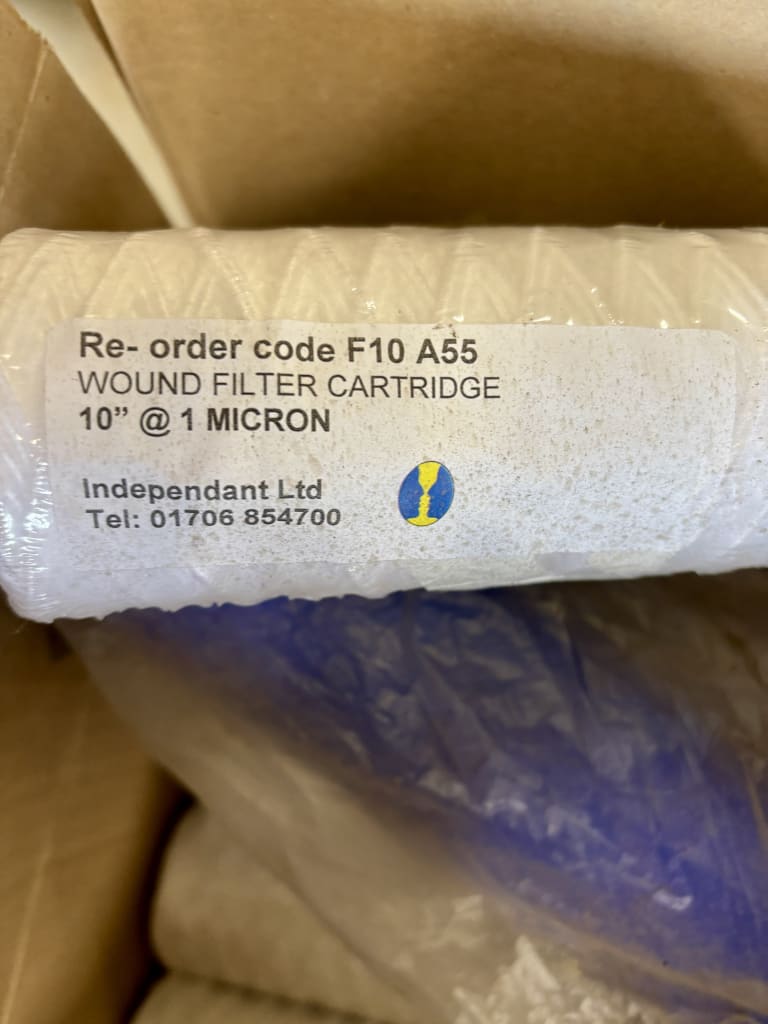 Re- order code F10 A55
WOUND FILTER CARTRIDGE
10” @ 1 MICRON
Independant Ltd
Tel: 01706 854700